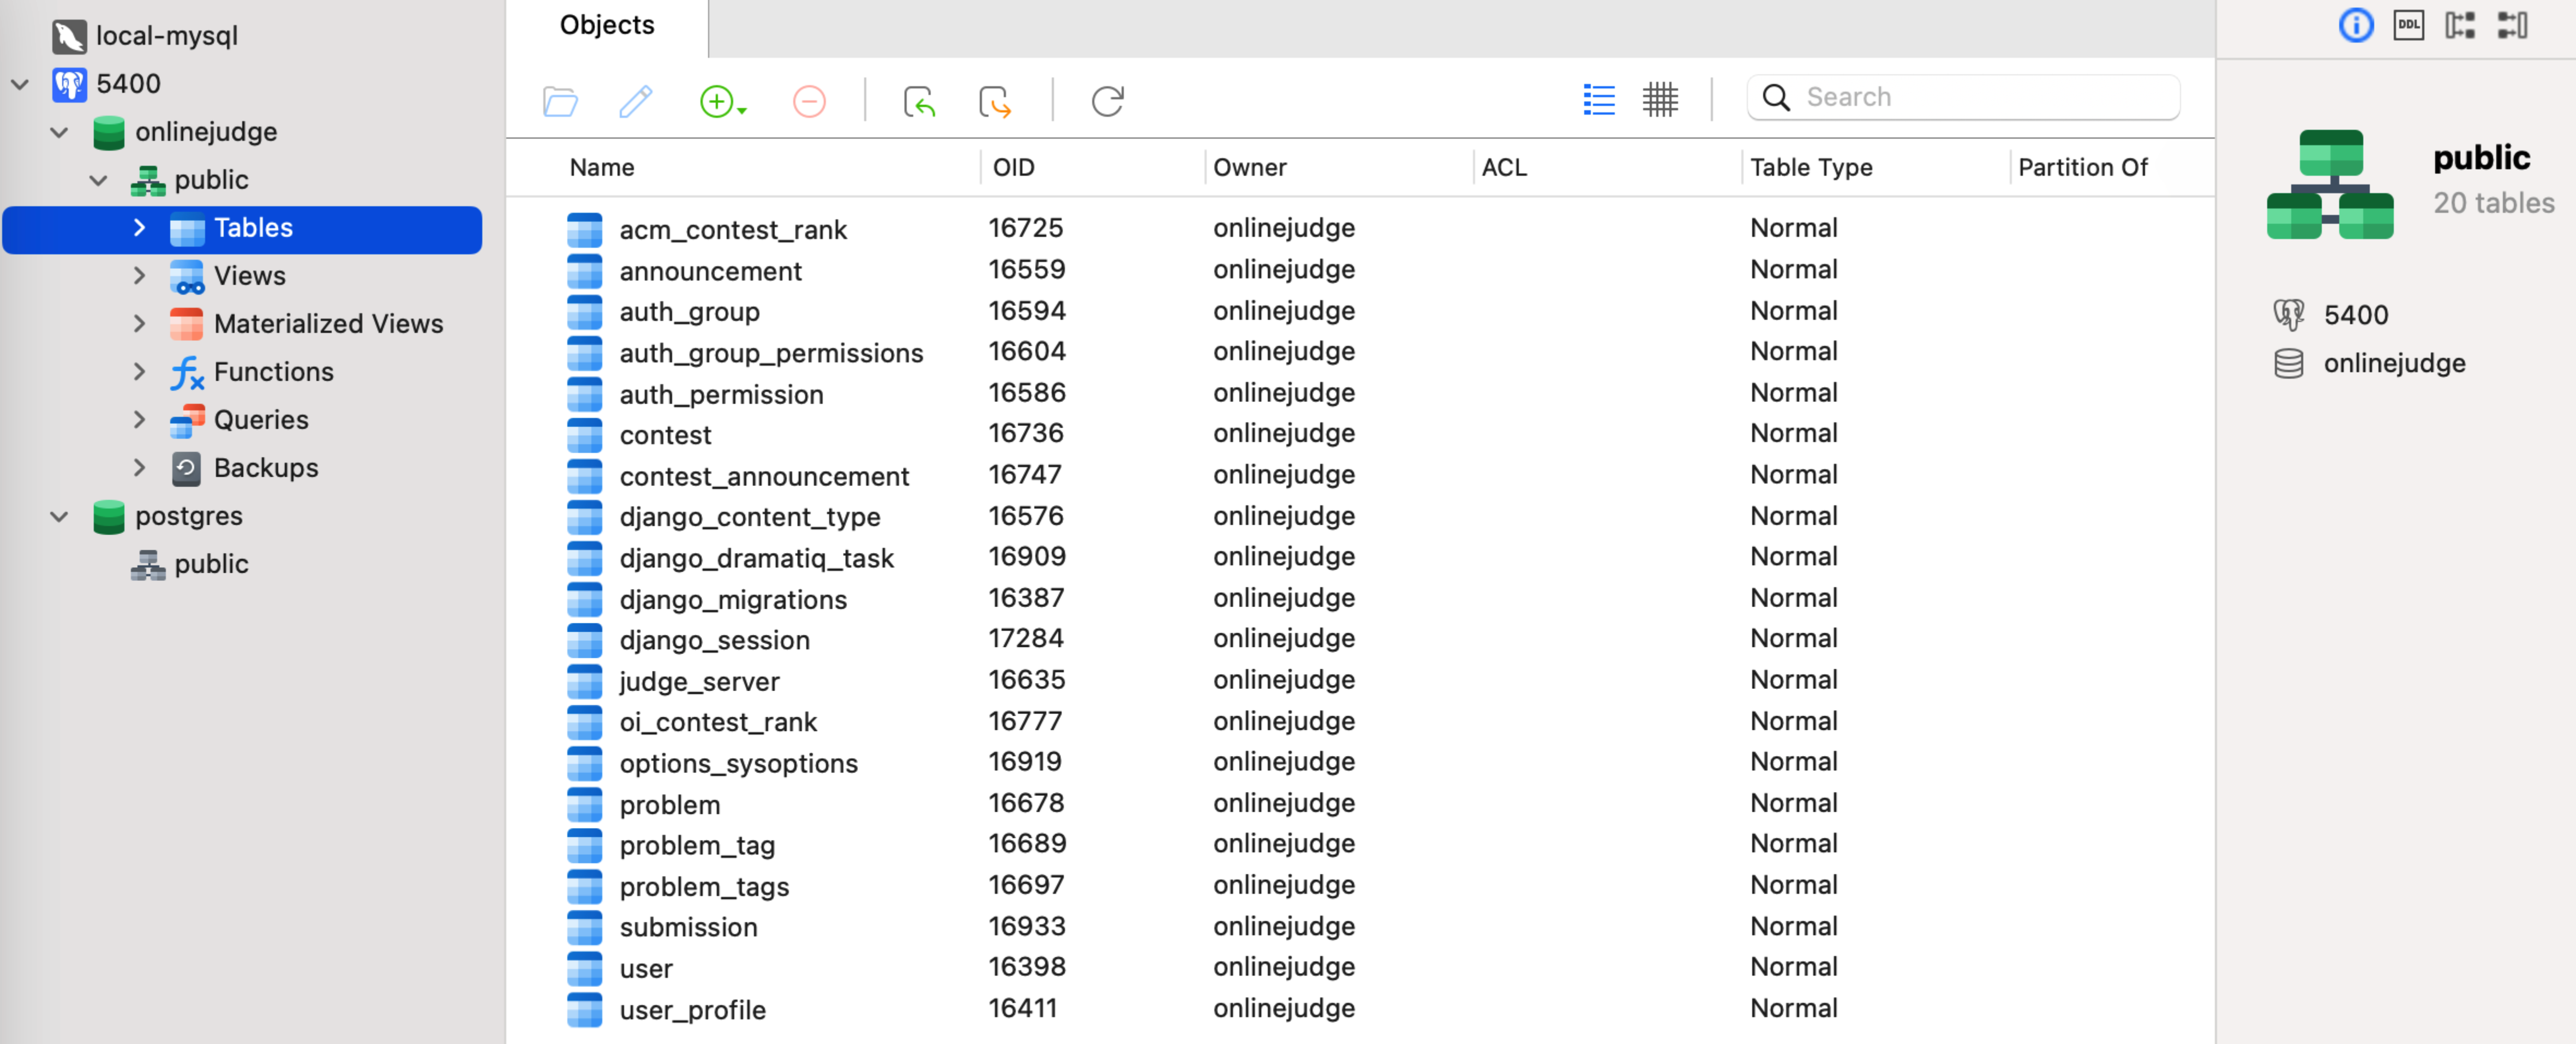 local-mysql
5400
onlinejudge
public
Tables
Views
Materialized Views
Functions
Queries
Backups
postgres
public
Objects
Search
Name OID Owner ACL Table Type Partition Of
acm_contest_rank 16725 onlinejudge Normal
announcement 16559 onlinejudge Normal
auth_group 16594 onlinejudge Normal
auth_group_permissions 16604 onlinejudge Normal
auth_permission 16586 onlinejudge Normal
contest 16736 onlinejudge Normal
contest_announcement 16747 onlinejudge Normal
django_content_type 16576 onlinejudge Normal
django_dramatiq_task 16909 onlinejudge Normal
django_migrations 16387 onlinejudge Normal
django_session 17284 onlinejudge Normal
judge_server 16635 onlinejudge Normal
oi_contest_rank 16777 onlinejudge Normal
options_sysoptions 16919 onlinejudge Normal
problem 16678 onlinejudge Normal
problem_tag 16689 onlinejudge Normal
problem_tags 16697 onlinejudge Normal
submission 16933 onlinejudge Normal
user 16398 onlinejudge Normal
user_profile 16411 onlinejudge Normal
DDL
public
20 tables
5400
onlinejudge